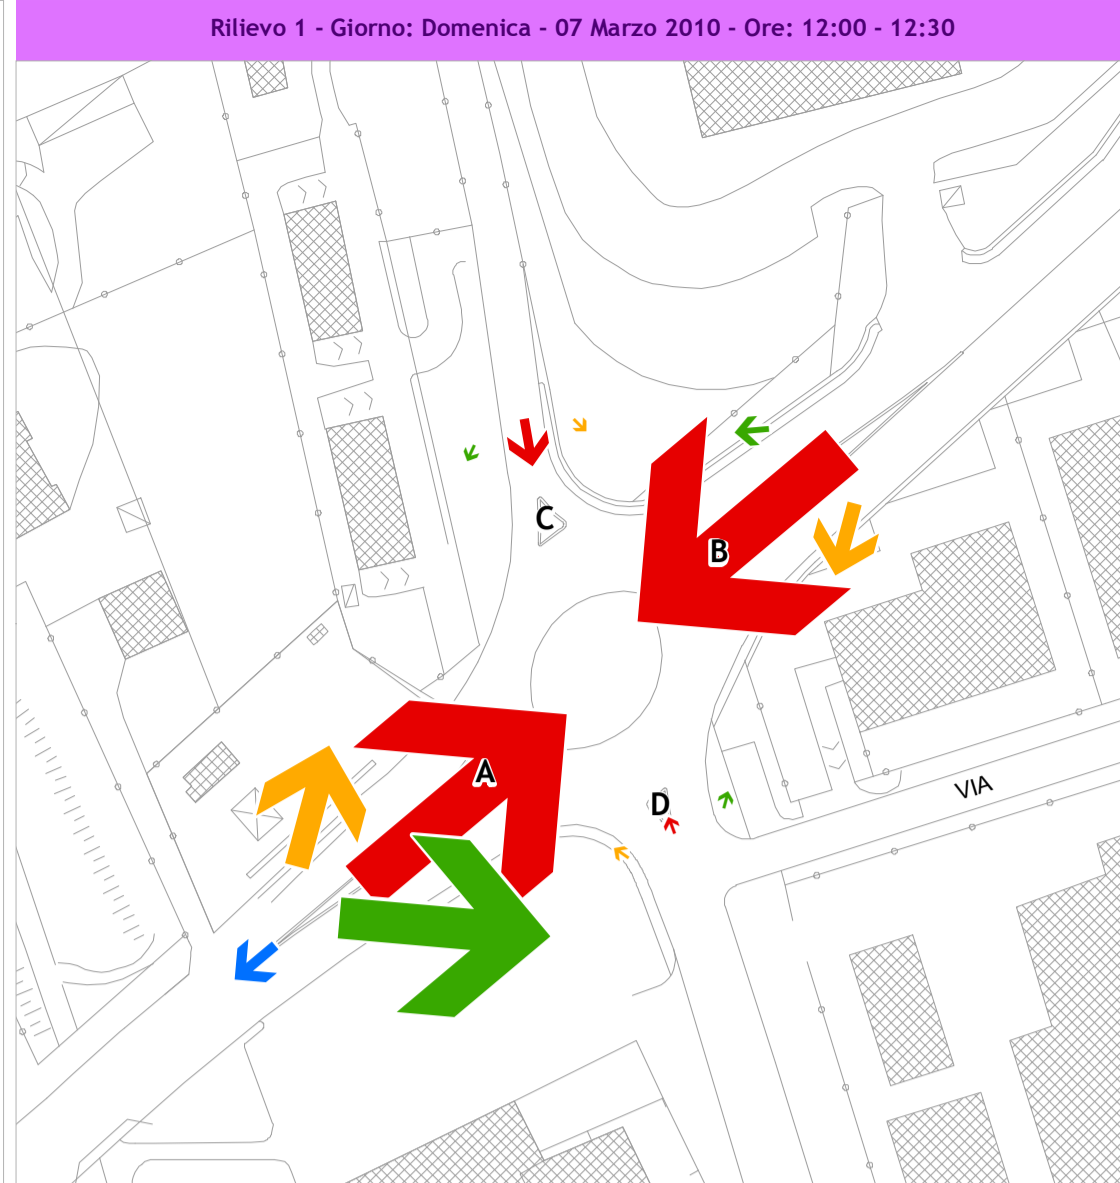 Rilievo 1 - Giorno: Domenica - 07 Marzo 2010 - Ore: 12:00 - 12:30
C
B
A
D
VIA